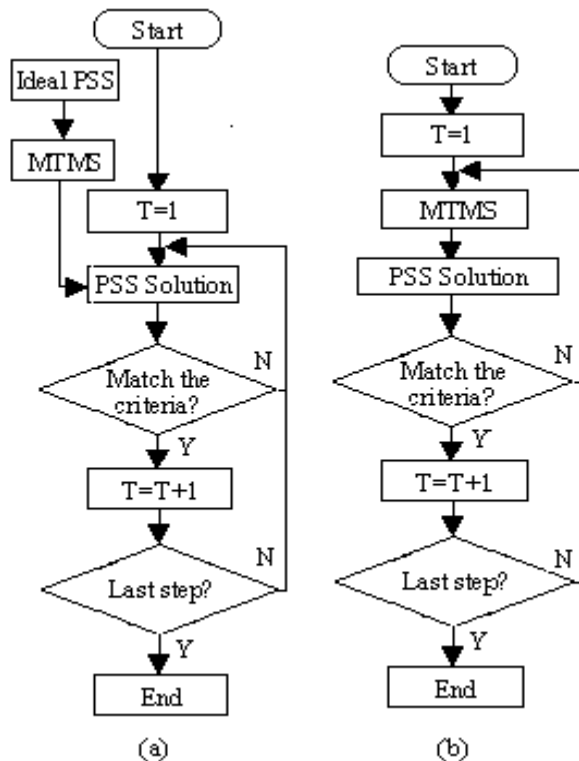 Start
Ideal PSS
MTMS
T=1
PSS Solution
Match the
criteria?
N
Y
T=T+1
Last step?
N
Y
End
(a)
Start
T=1
MTMS
PSS Solution
Match the
criteria?
N
Y
T=T+1
Last step?
N
Y
End
(b)